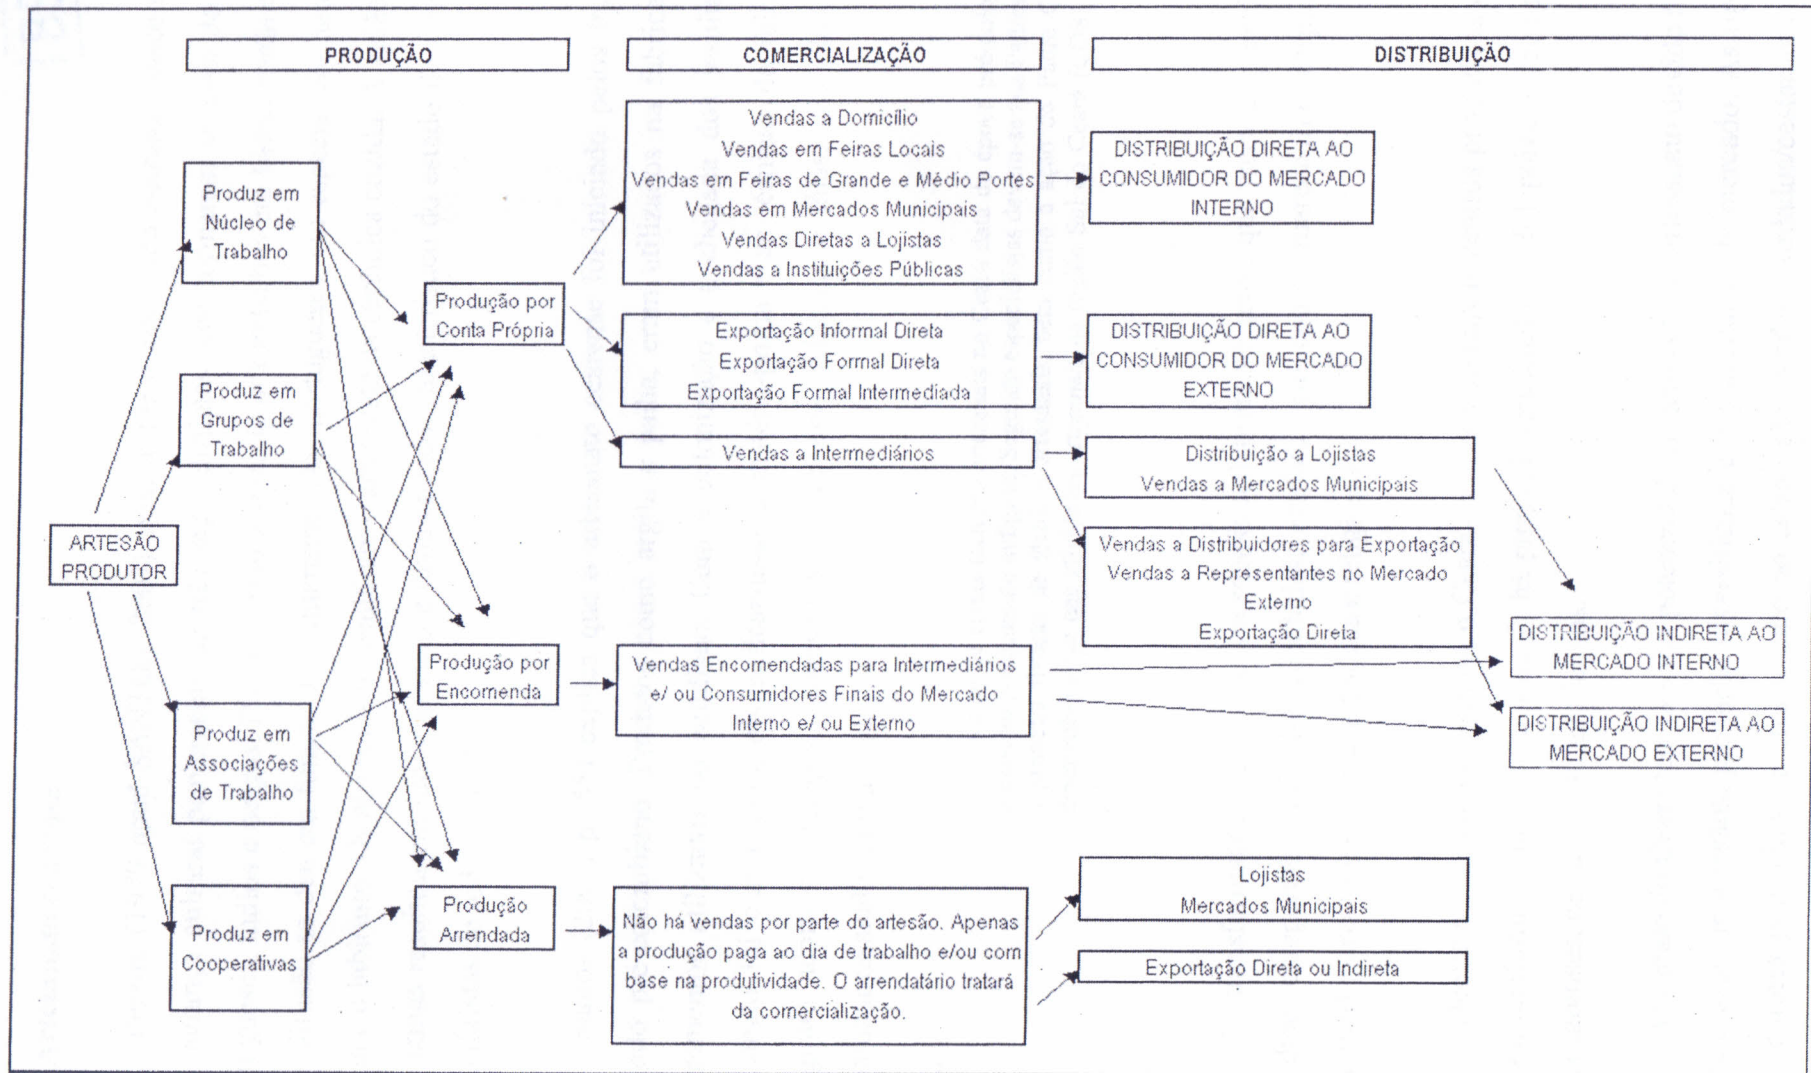 PRODUÇÃO
COMERCIALIZAÇÃO
DISTRIBUIÇÃO
ARTESÃO
PRODUTOR
Produz em
Núcleo de
Trabalho
Produz em
Grupos de
Trabalho
Produz em
Associações
de Trabalho
Produz em
Cooperativas
Produção por
Conta Própria
Produção por
Encomenda
Produção
Arrendada
Vendas a Domicílio
Vendas em Feiras Locais
Vendas em Feiras de Grande e Médio Portes
Vendas em Mercados Municipais
Vendas Diretas a Lojistas
Vendas a Instituições Públicas
Exportação Informal Direta
Exportação Formal Direta
Exportação Formal Intermediada
Vendas a Intermediários
Vendas Encomendadas para Intermediários
e/ ou Consumidores Finais do Mercado
Interno e/ ou Externo
Não há vendas por parte do artesão. Apenas
a produção paga ao dia de trabalho e/ou com
base na produtividade. O arrendatário tratará
da comercialização.
DISTRIBUIÇÃO DIRETA AO
CONSUMIDOR DO MERCADO
INTERNO
DISTRIBUIÇÃO DIRETA AO
CONSUMIDOR DO MERCADO
EXTERNO
Distribuição a Lojistas
Vendas a Mercados Municipais
Vendas a Distribuidores para Exportação
Vendas a Representantes no Mercado
Externo
Exportação Direta
DISTRIBUIÇÃO INDIRETA AO
MERCADO INTERNO
DISTRIBUIÇÃO INDIRETA AO
MERCADO EXTERNO
Lojistas
Mercados Municipais
Exportação Direta ou Indireta